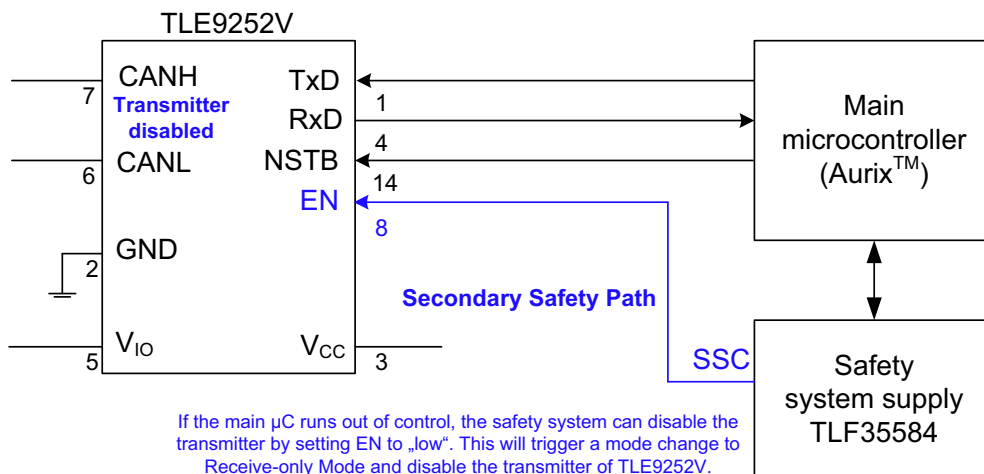 TLE9252V
CANH
7
Transmitter
disabled
CANL
6
GND
2
V_IO
5
TxD
1
RxD
4
NSTB
14
EN
8
V_CC
3
Main
microcontroller
(Aurix™)
Secondary Safety Path
SSC
Safety
system supply
TLF35584
If the main µC runs out of control, the safety system can disable the
transmitter by setting EN to „low“. This will trigger a mode change to
Receive-only Mode and disable the transmitter of TLE9252V.